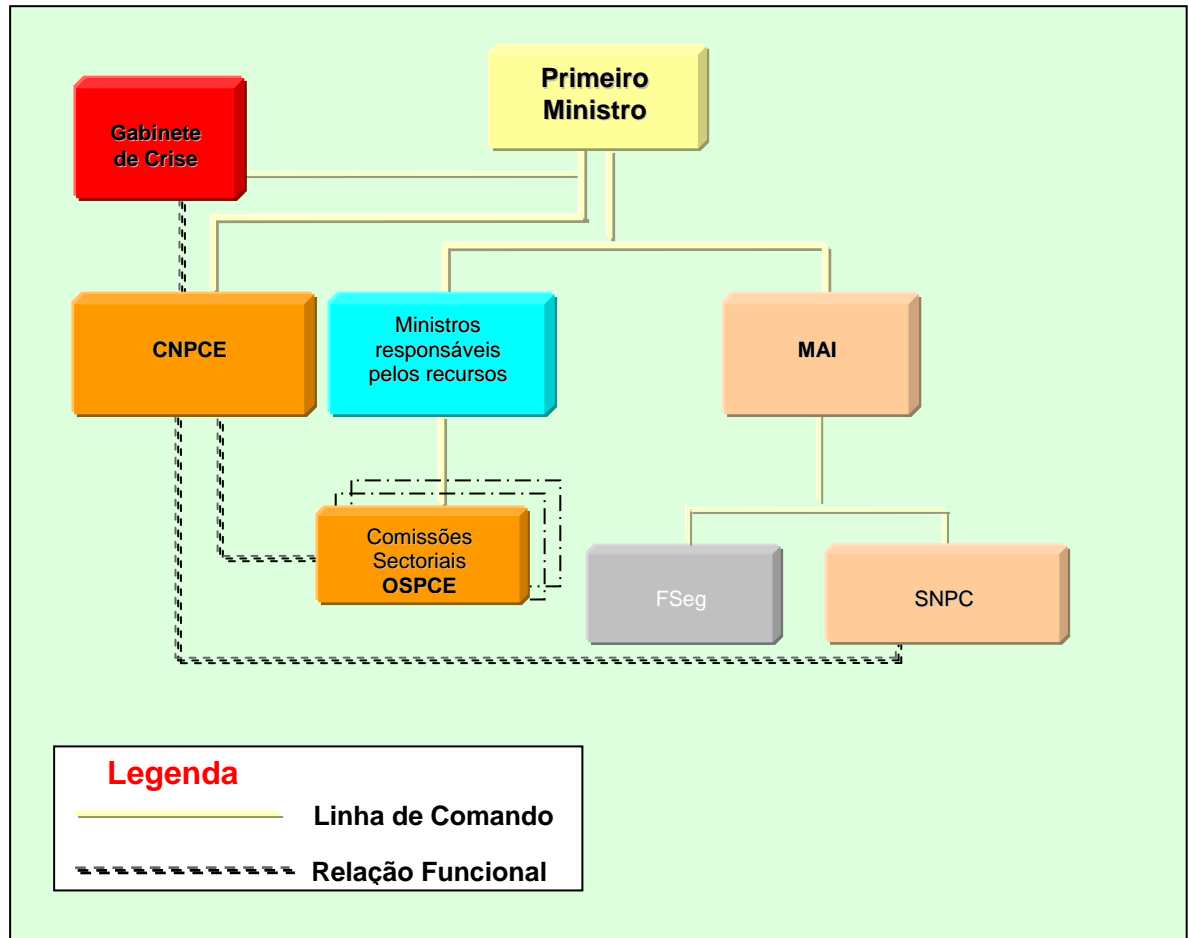 Primeiro
Ministro
Gabinete
de Crise
CNPCE
Ministros
responsáveis
pelos recursos
MAI
Comissões
Sectoriais
OSPCE
FSeg
SNPC
Legenda
Linha de Comando
Relação Funcional